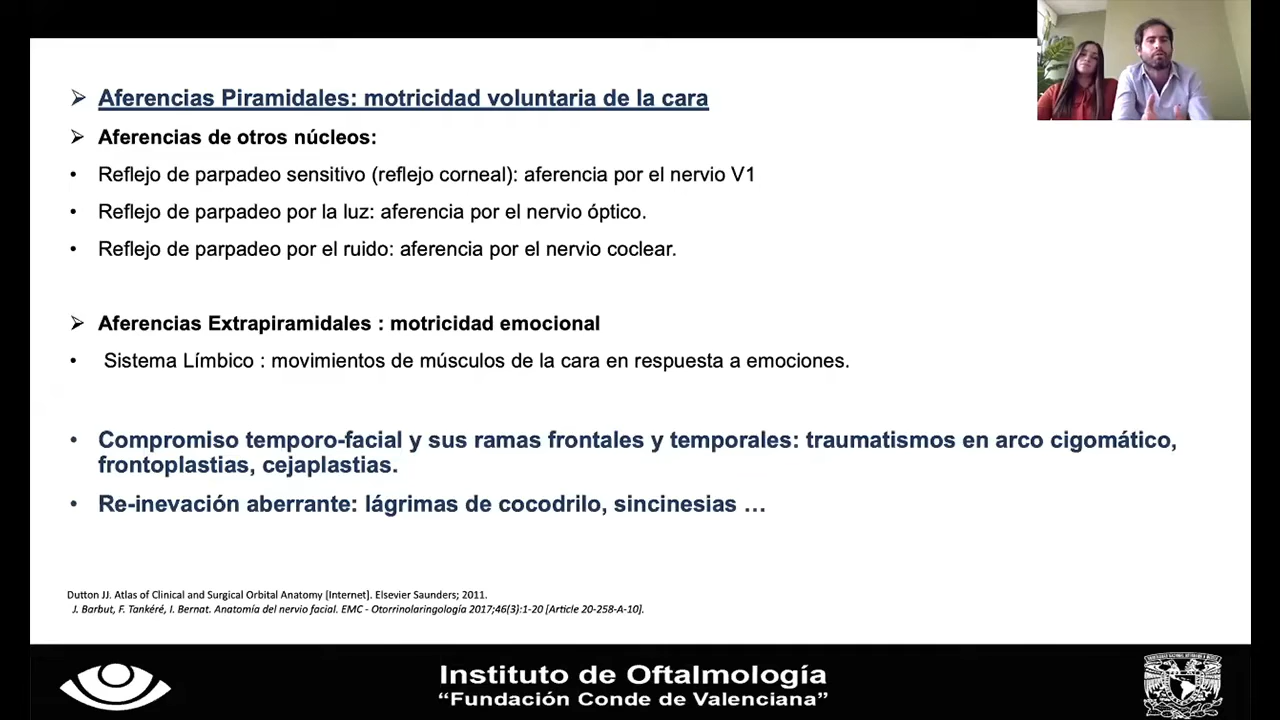 Aferencias Piramidales: motricidad voluntaria de la cara
Aferencias de otros núcleos:
Reflejo de parpadeo sensitivo (reflejo corneal): aferencia por el nervio V1
Reflejo de parpadeo por la luz: aferencia por el nervio óptico.
Reflejo de parpadeo por el ruido: aferencia por el nervio coclear.
Aferencias Extrapiramidales : motricidad emocional
Sistema Límbico : movimientos de músculos de la cara en respuesta a emociones.
Compromiso temporo-facial y sus ramas frontales y temporales: traumatismos en arco cigomático,
frontoplastias, cejaplastias.
Re-inevación aberrante: lágrimas de cocodrilo, sincinesias …
Dutton JJ. Atlas of Clinical and Surgical Orbital Anatomy [Internet]. Elsevier Saunders; 2011.
J. Barbut, F. Tankéré, I. Bernat. Anatomía del nervio facial. EMC - Otorrinolaringología 2017;46(3):1-20 [Article 20-258-A-10].
Instituto de Oftalmología
“Fundación Conde de Valenciana”